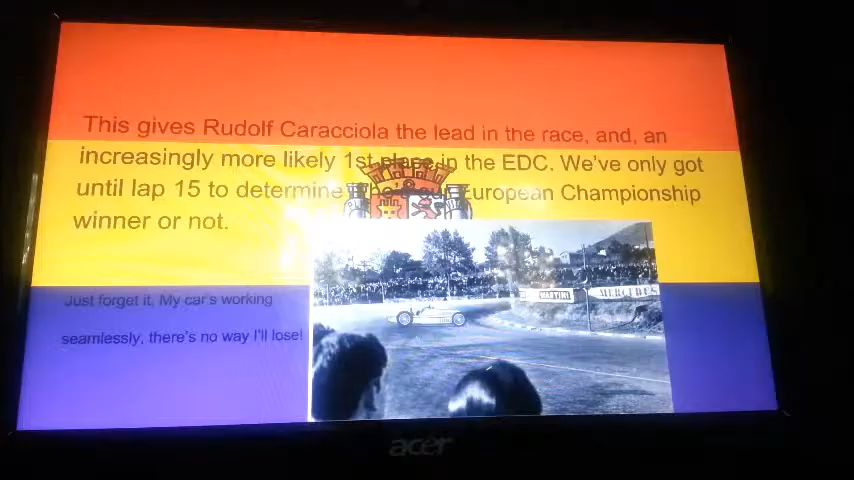 This gives Rudolf Caracciola the lead in the race, and, an
increasingly more likely 1st place in the EDC. We've only got
until lap 15 to determine European Championship
winner or not.
Just forget it, My car's working
seamlessly, there's no way I'll lose!
MARTINI
MERCEDES
acer